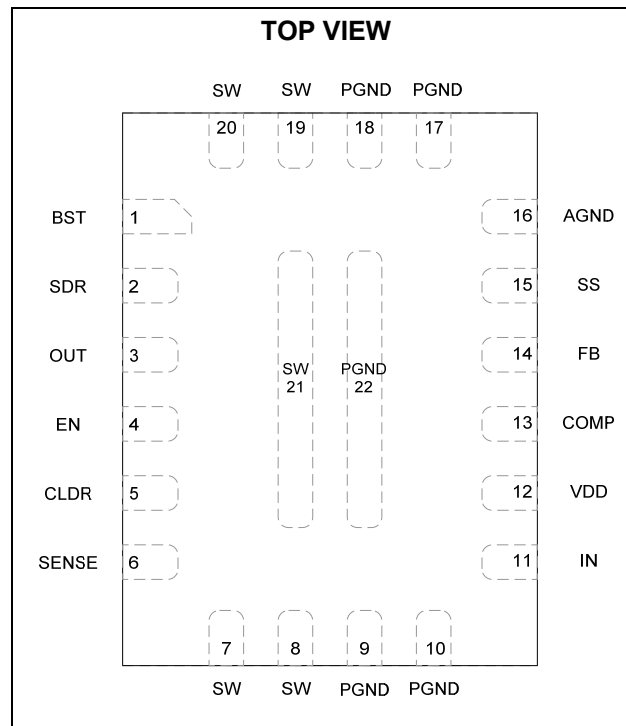 TOP VIEW
SW SW PGND PGND
20 19 18 17
BST 1 16 AGND
SDR 2 15 SS
OUT 3 14 FB
SW PGND
21 22
EN 4 13 COMP
CLDR 5 12 VDD
SENSE 6 11 IN
7 8 9 10
SW SW PGND PGND